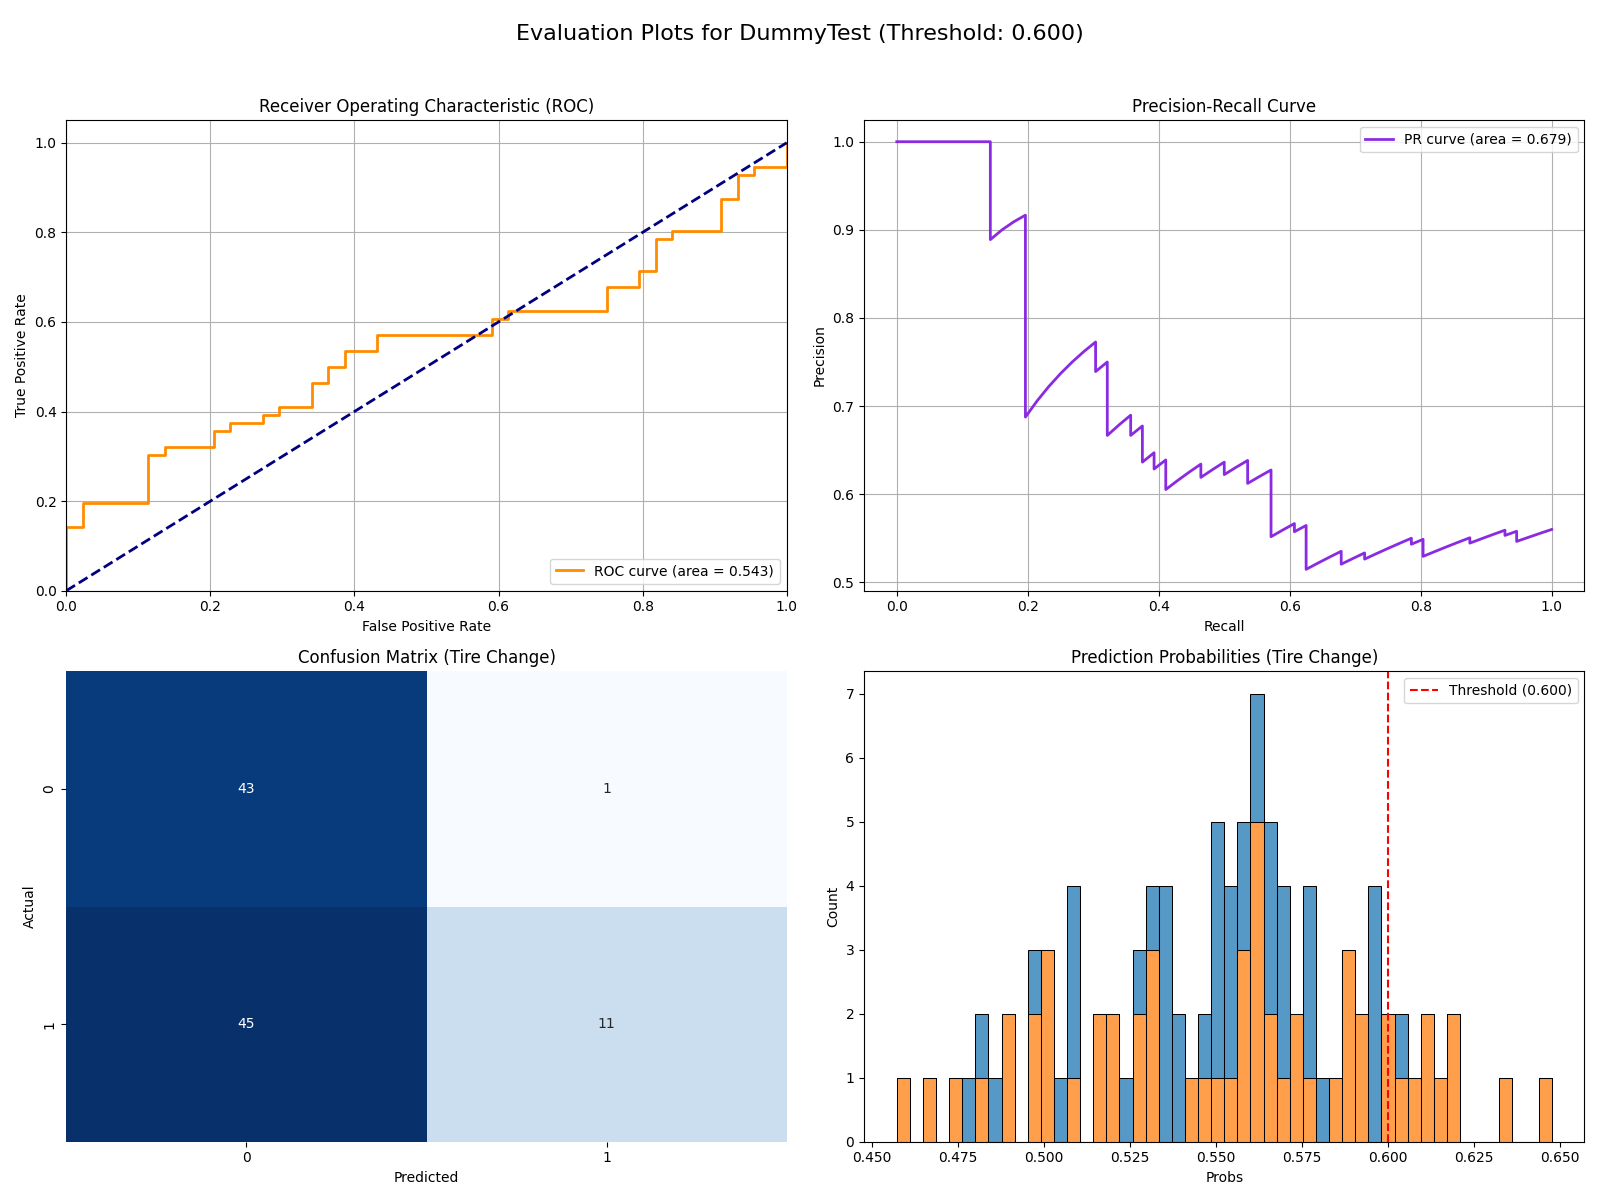 Evaluation Plots for DummyTest (Threshold: 0.600)
Receiver Operating Characteristic (ROC)
True Positive Rate
1.0
0.8
0.6
0.4
0.2
0.0
ROC curve (area = 0.543)
0.0 0.2 0.4 0.6 0.8 1.0
False Positive Rate
Precision-Recall Curve
Precision
1.0
0.9
0.8
0.7
0.6
0.5
PR curve (area = 0.679)
0.0 0.2 0.4 0.6 0.8 1.0
Recall
Confusion Matrix (Tire Change)
Actual
0
43 1
1
45 11
0 1
Predicted
Prediction Probabilities (Tire Change)
Count
7
6
5
4
3
2
1
0
Threshold (0.600)
0.450 0.475 0.500 0.525 0.550 0.575 0.600 0.625 0.650
Probs